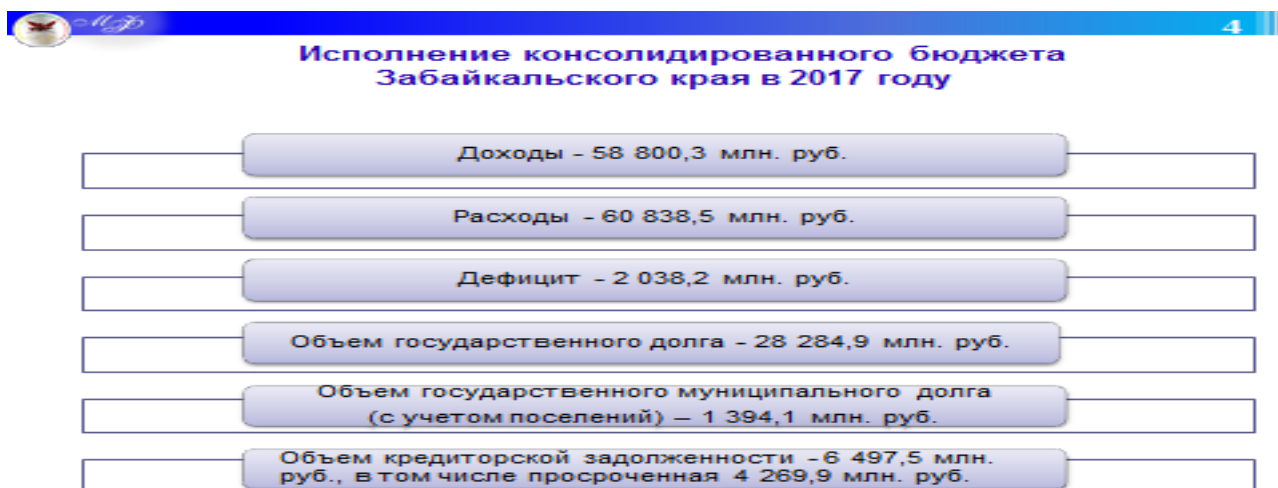 МФ
4
Исполнение консолидированного бюджета
Забайкальского края в 2017 году
Доходы - 58 800,3 млн. руб.
Расходы - 60 838,5 млн. руб.
Дефицит - 2 038,2 млн. руб.
Объем государственного долга - 28 284,9 млн. руб.
Объем государственного муниципального долга
(с учетом поселений) – 1 394,1 млн. руб.
Объем кредиторской задолженности - 6 497,5 млн.
руб., в том числе просроченная 4 269,9 млн. руб.